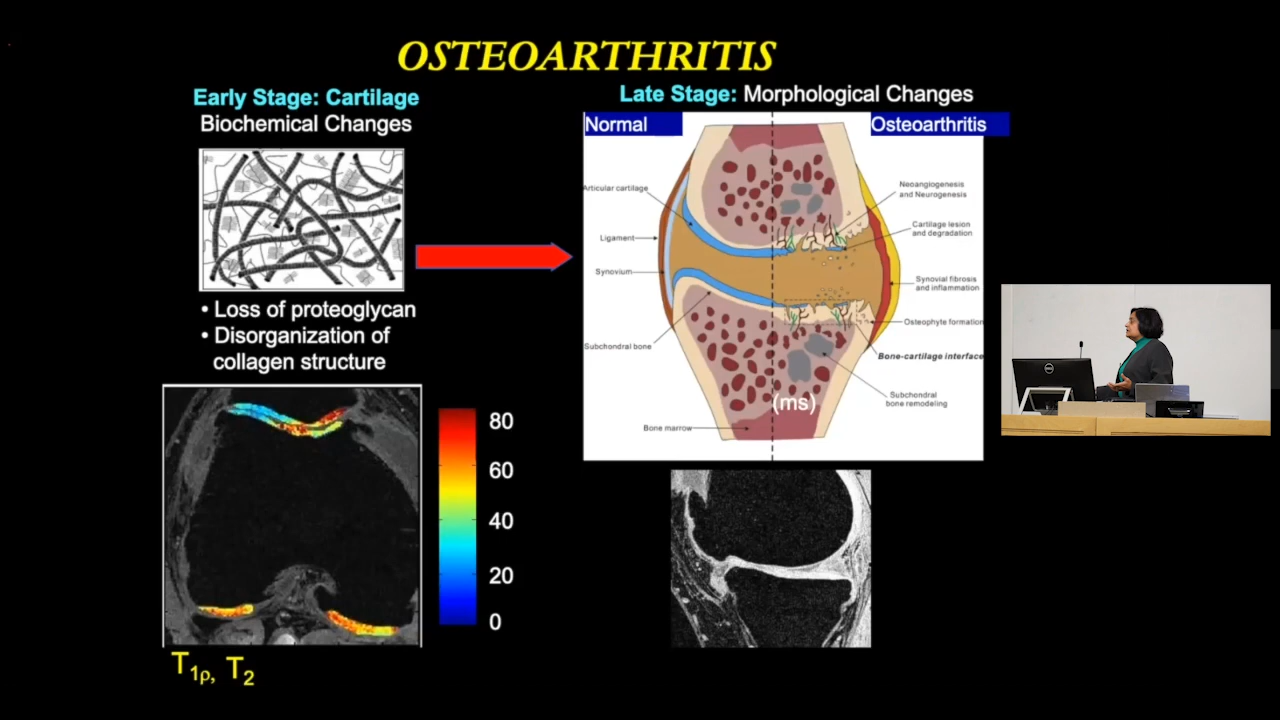 OSTEOARTHRITIS
Early Stage: Cartilage
Biochemical Changes
• Loss of proteoglycan
• Disorganization of
collagen structure
80
60
40
20
0
T1ρ, T2
Late Stage: Morphological Changes
Normal
Osteoarthritis
Articular cartilage
Ligament
Synovium
Subchondral bone
Bone marrow
Neoangiogenesis
and Neurogenesis
Cartilage lesion
and degradation
Synovial fibrosis
and inflammation
Osteophyte formation
Bone-cartilage interface
Subchondral
bone remodeling
(ms)
DELL